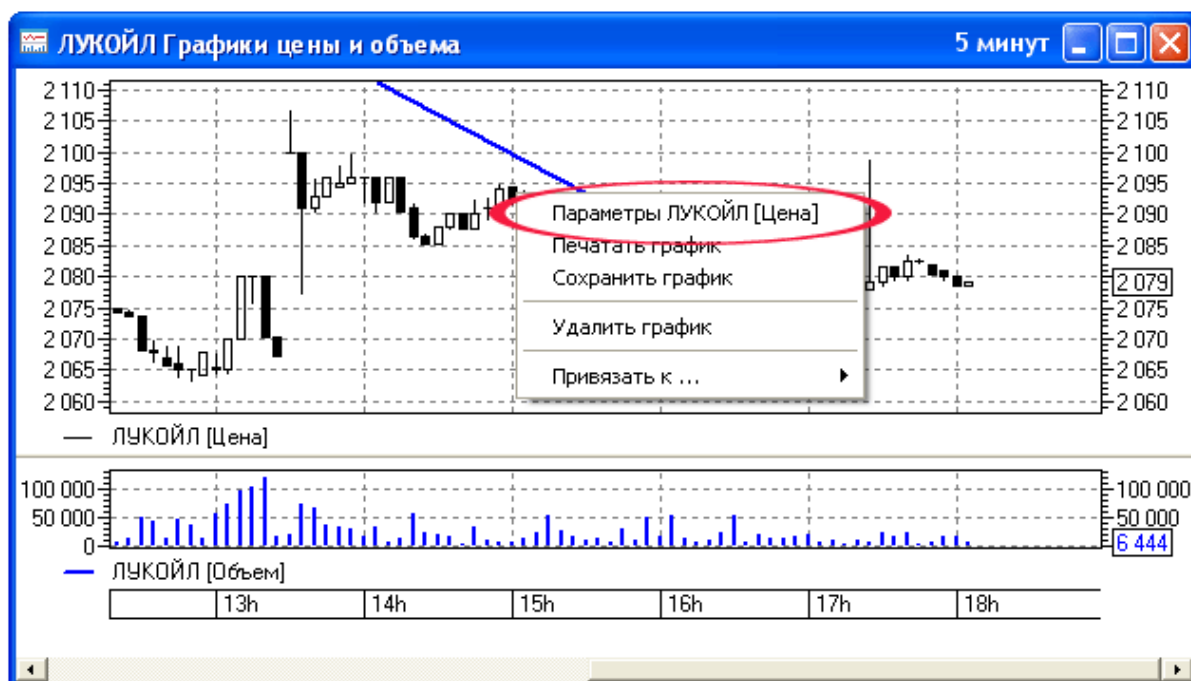 ЛУКОЙЛ Графики цены и объема 5 минут
2 110 2 110
2 105 2 105
2 100 2 100
2 095 2 095
2 090 Параметры ЛУКОЙЛ [Цена] 2 090
2 085 Печатать график 2 085
2 080 Сохранить график 2 079
2 075 2 075
2 070 Удалить график 2 070
2 065 Привязать к ... 2 065
2 060 2 060
ЛУКОЙЛ [Цена]
100 000 100 000
50 000 50 000
0 6 444
ЛУКОЙЛ [Объем]
13h 14h 15h 16h 17h 18h